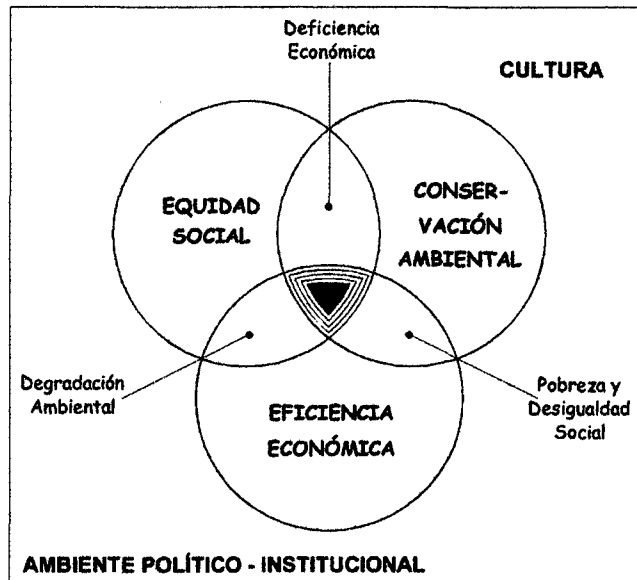 Deficiencia
Económica
CULTURA
EQUIDAD
SOCIAL
CONSER-
VACIÓN
AMBIENTAL
Degradación
Ambiental
EFICIENCIA
ECONÓMICA
Pobreza y
Desigualdad
Social
AMBIENTE POLÍTICO - INSTITUCIONAL